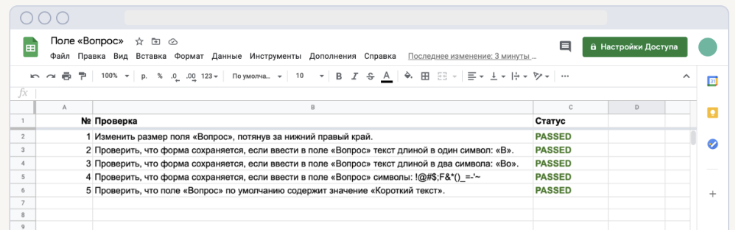 Поле «Вопрос»
Файл Правка Вид Вставка Формат Данные Инструменты Дополнения Справка Последнее изменение: 3 минуты ...
Настройки Доступа
100% р. % .0 .00 123 По умолча... 10 B I S A
fx
A B C D
1 № Проверка Статус
2 1 Изменить размер поля «Вопрос», потянув за нижний правый край. PASSED
3 2 Проверить, что форма сохраняется, если ввести в поле «Вопрос» текст длиной в один символ: «В». PASSED
4 3 Проверить, что форма сохраняется, если ввести в поле «Вопрос» текст длиной в два символа: «Во». PASSED
5 4 Проверить, что форма сохраняется, если ввести в поле «Вопрос» символы: !@#$;F&*()_=-'~ PASSED
6 5 Проверить, что поле «Вопрос» по умолчанию содержит значение «Короткий текст». PASSED
7
8
9